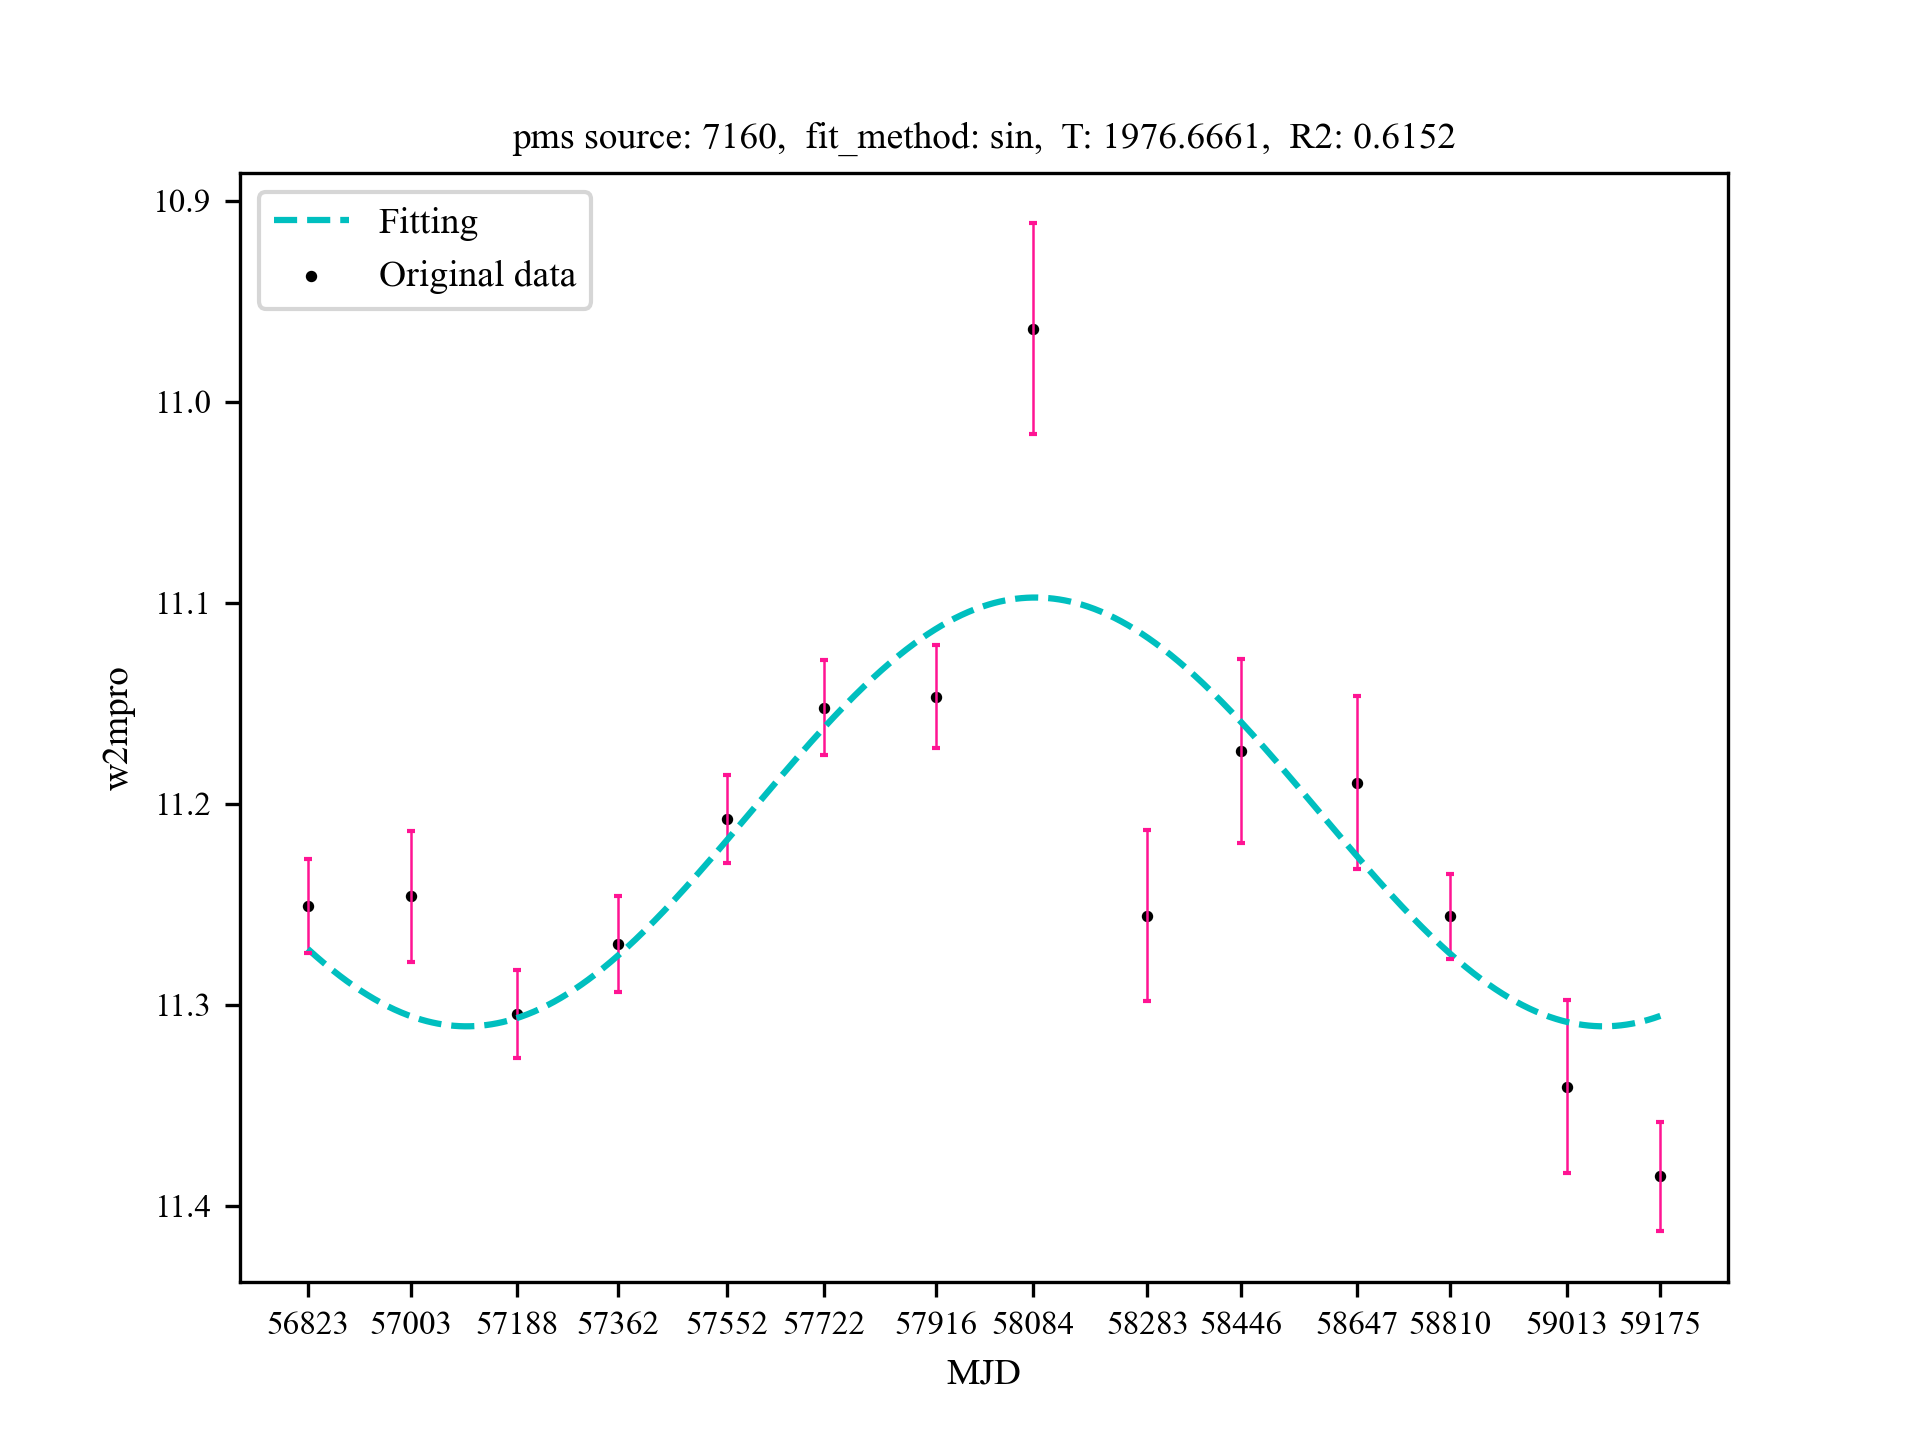 pms source: 7160, fit_method: sin, T: 1976.6661, R2: 0.6152
Fitting
Original data
10.9
11.0
11.1
11.2
11.3
11.4
w2mpro
56823 57003 57188 57362 57552 57722 57916 58084 58283 58446 58647 58810 59013 59175
MJD